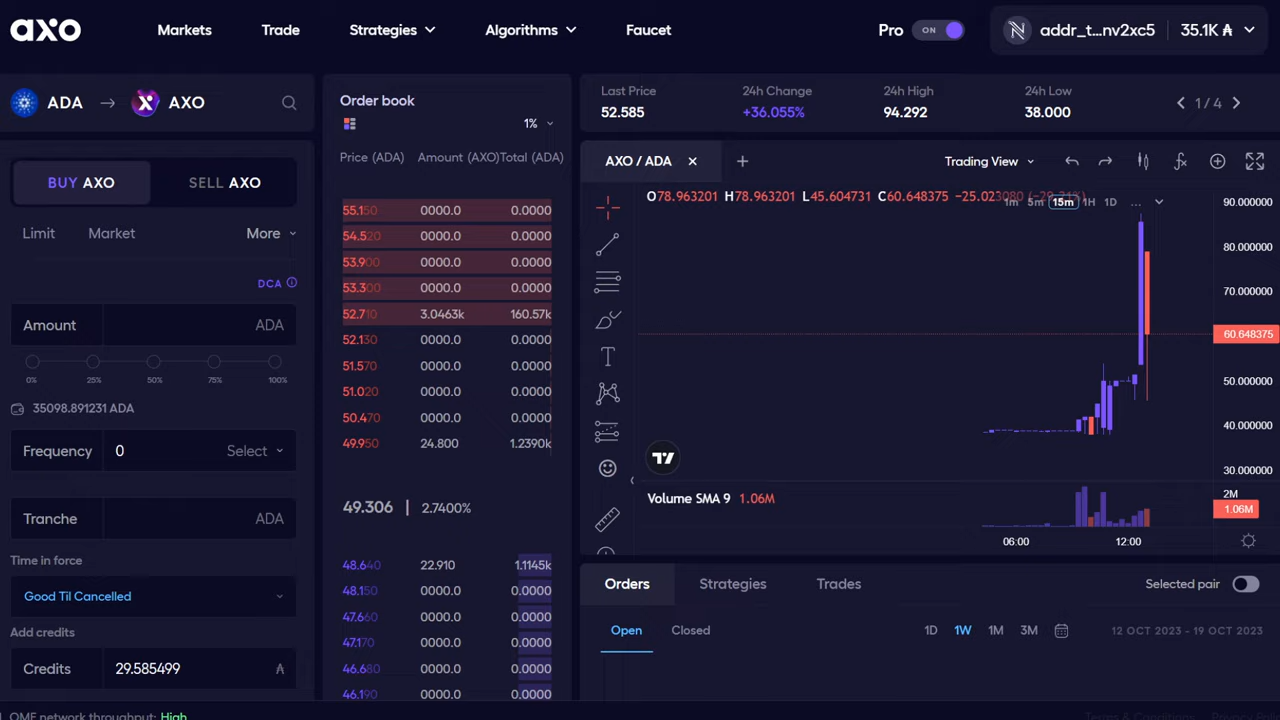 axo Markets Trade Strategies Algorithms Faucet Pro ON addr_t...nv2xc5 35.1K ₳
ADA → AXO
BUY AXO SELL AXO
Limit Market More
DCA
Amount ADA
0% 25% 50% 75% 100%
35098.891231 ADA
Frequency 0 Select
Tranche ADA
Time in force
Good Til Cancelled
Add credits
Credits 29.585499 ₳
OMF network throughput: High
Order book
1%
Price (ADA) Amount (AXO) Total (ADA)
55.150 0000.0 0.0000
54.520 0000.0 0.0000
53.900 0000.0 0.0000
53.300 0000.0 0.0000
52.710 3.0463k 160.57k
52.130 0000.0 0.0000
51.570 0000.0 0.0000
51.020 0000.0 0.0000
50.470 0000.0 0.0000
49.950 24.800 1.2390k
49.306 | 2.7400%
48.640 22.910 1.1145k
48.150 0000.0 0.0000
47.660 0000.0 0.0000
47.170 0000.0 0.0000
46.680 0000.0 0.0000
46.190 0000.0 0.0000
Last Price 24h Change 24h High 24h Low
52.585 +36.055% 94.292 38.000
1 / 4
AXO / ADA Trading View
O78.963201 H78.963201 L45.604731 C60.648375 −25.023080 (−29.21%)
1m 5m 15m 1H 1D ...
90.000000
80.000000
70.000000
60.648375
50.000000
40.000000
30.000000
Volume SMA 9 1.06M
2M
1.06M
06:00 12:00
Orders Strategies Trades Selected pair
Open Closed 1D 1W 1M 3M 12 OCT 2023 - 19 OCT 2023
Terms & Conditions